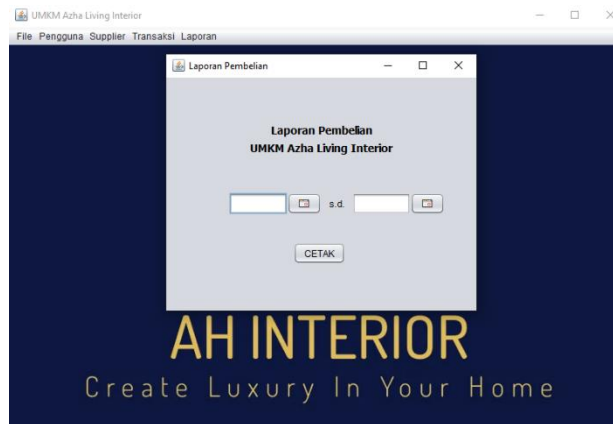 UMKM Azha Living Interior
File Pengguna Supplier Transaksi Laporan
Laporan Pembelian
Laporan Pembelian
UMKM Azha Living Interior
s.d.
CETAK
AH INTERIOR
Create Luxury In Your Home